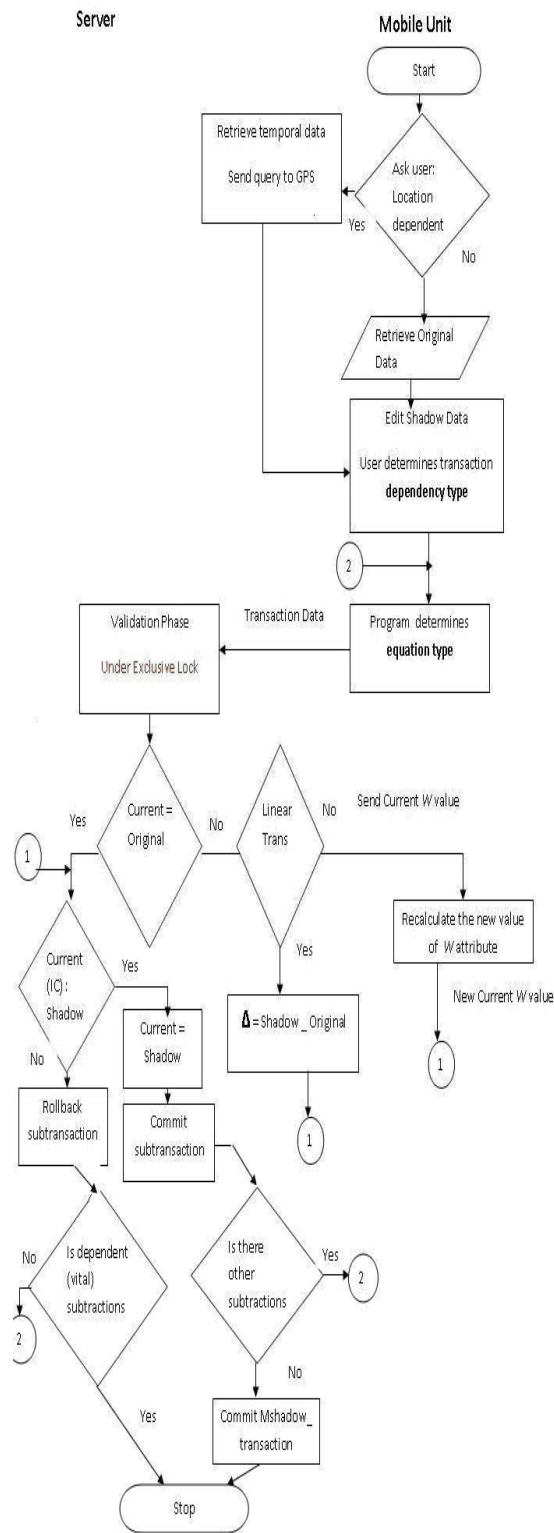 Server
Mobile Unit
Start
Retrieve temporal data
Send query to GPS
Ask user:
Location
dependent
Yes
No
Retrieve Original
Data
Edit Shadow Data
User determines transaction
dependency type
2
Validation Phase
Under Exclusive Lock
Transaction Data
Program determines
equation type
Yes
Current =
Original
No
Linear
Trans
No
Send Current W value
1
Recalculate the new value
of W attribute
Current
(IC) :
Shadow
Yes
Yes
New Current W value
Current =
Shadow
Δ = Shadow _ Original
No
1
Rollback
subtransaction
Commit
subtransaction
1
No
Is dependent
(vital)
subtractions
Is there
other
subtractions
Yes
2
2
No
Yes
Commit Mshadow_
transaction
Stop